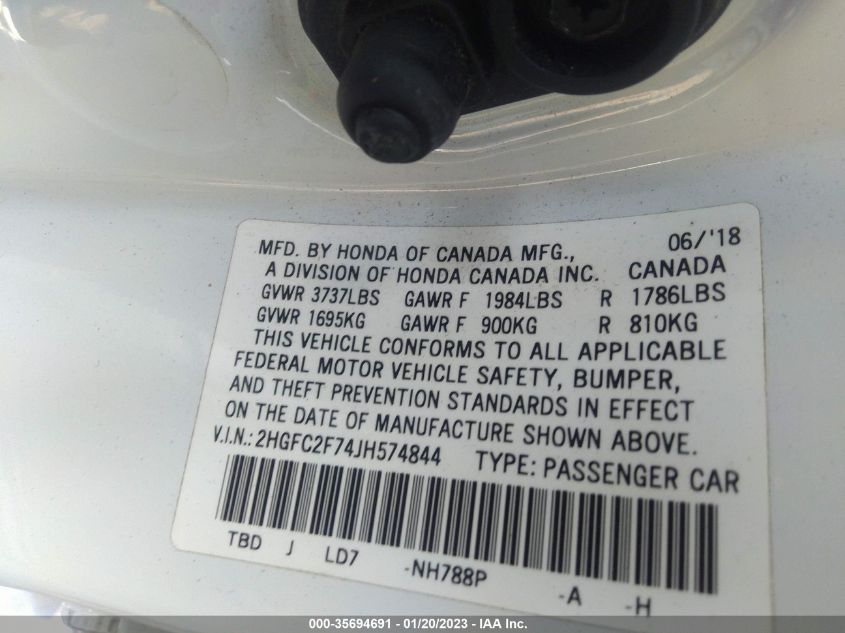 MFD. BY HONDA OF CANADA MFG., 06/'18
A DIVISION OF HONDA CANADA INC. CANADA
GVWR 3737LBS GAWR F 1984LBS R 1786LBS
GVWR 1695KG GAWR F 900KG R 810KG
THIS VEHICLE CONFORMS TO ALL APPLICABLE
FEDERAL MOTOR VEHICLE SAFETY, BUMPER,
AND THEFT PREVENTION STANDARDS IN EFFECT
ON THE DATE OF MANUFACTURE SHOWN ABOVE.
V.I.N.: 2HGFC2F74JH574844 TYPE: PASSENGER CAR
TBD J LD7 -NH788P -A -H
000-35694691 - 01/20/2023 - IAA Inc.